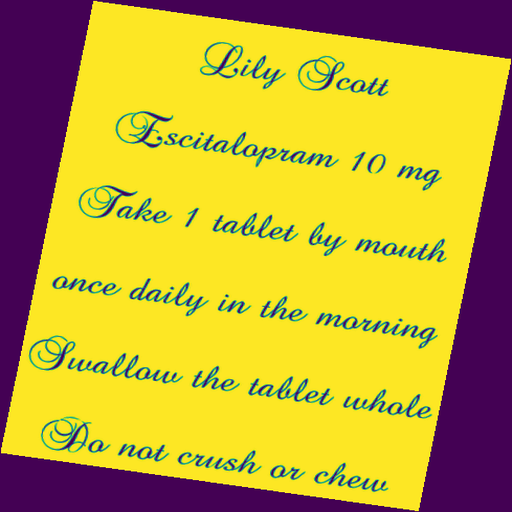 Lily Scott
Escitalopram 10 mg
Take 1 tablet by mouth
once daily in the morning
Swallow the tablet whole
Do not crush or chew